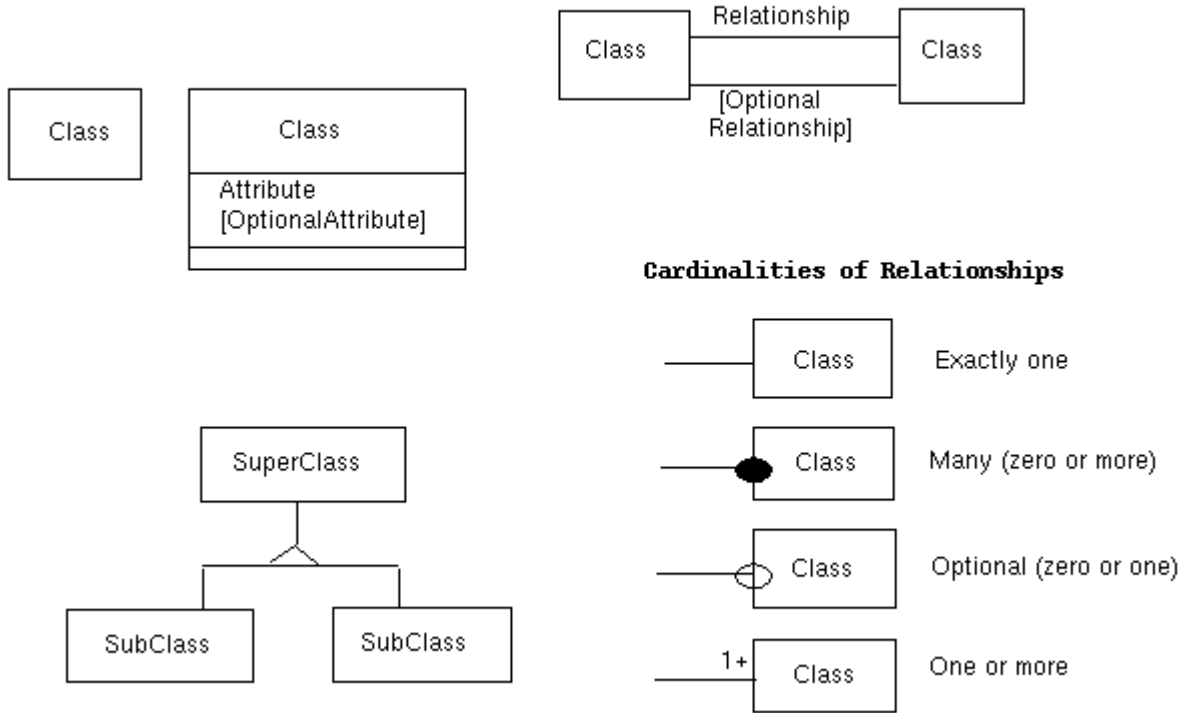 Relationship
Class
Class
[Optional
Relationship]
Class
Class
Attribute
[OptionalAttribute]
Cardinalities of Relationships
Class
Exactly one
Class
Many (zero or more)
Class
Optional (zero or one)
1+
Class
One or more
SuperClass
SubClass
SubClass